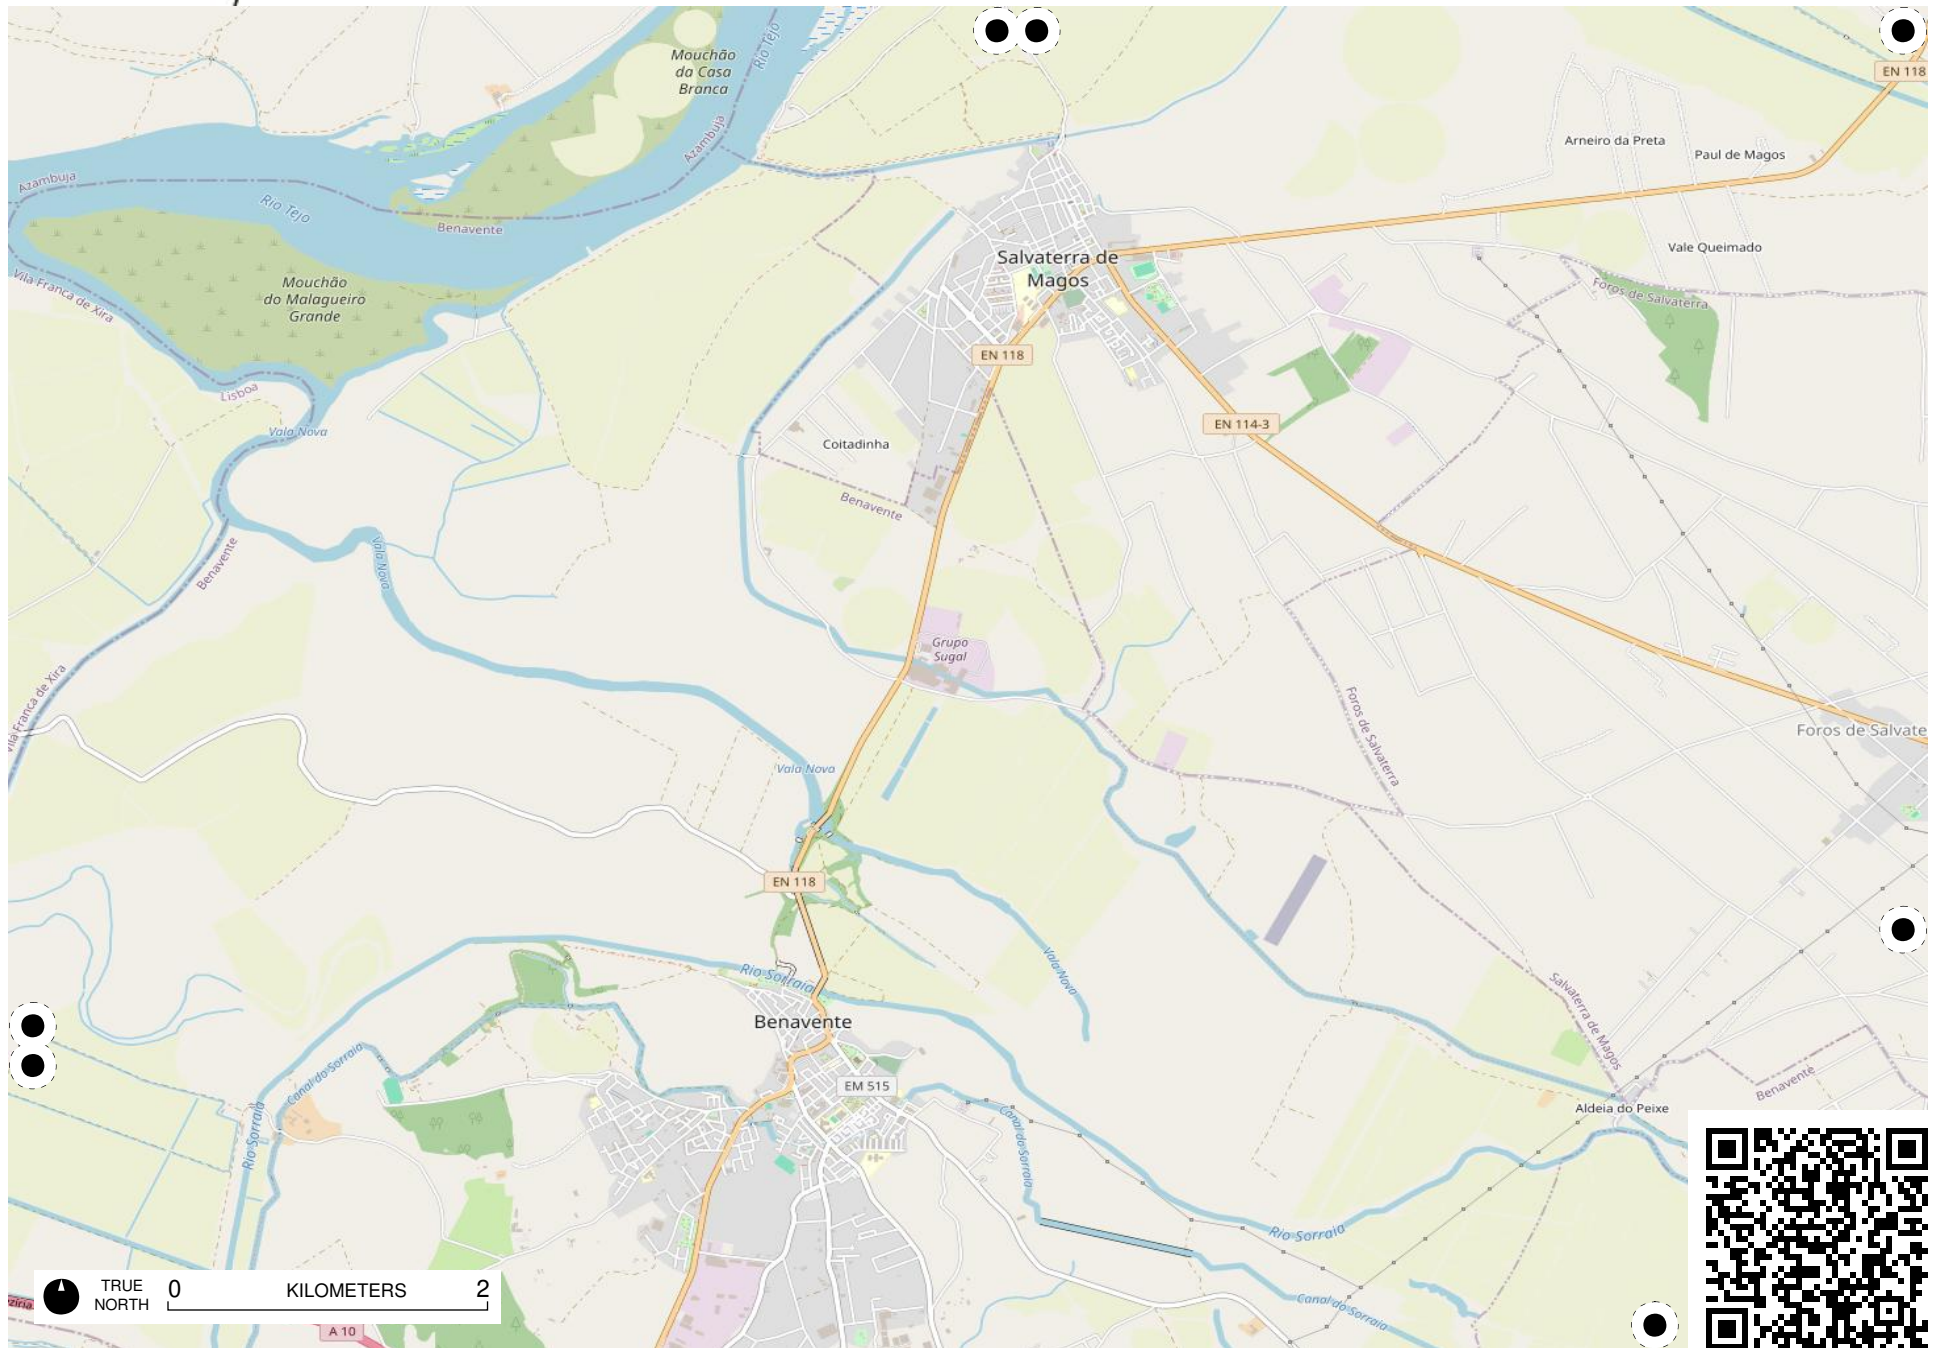 Mouchão
da Casa
Branca
Rio Tejo
EN 118
Azambuja
Arneiro da Preta
Paul de Magos
Azambuja
Rio Tejo
Benavente
Vale Queimado
Salvaterra de
Magos
Vila Franca de Xira
Mouchão
do Malagueiro
Grande
Foros de Salvaterra
EN 118
Lisboa
Vala Nova
EN 114-3
Coitadinha
Benavente
Vala Nova
Benavente
Grupo
Sugal
Vila Franca de Xira
Foros de Salvaterra
Foros de Salvate
Vala Nova
EN 118
Vala Nova
Rio Sorraia
Salvaterra de Magos
Benavente
Canal do Sorraia
EM 515
Benavente
Aldeia do Peixe
Rio Sorraia
Canal do Sorraia
Rio Sorraia
TRUE
NORTH
0 KILOMETERS 2
ezíria
A 10
Canal do Sorraia